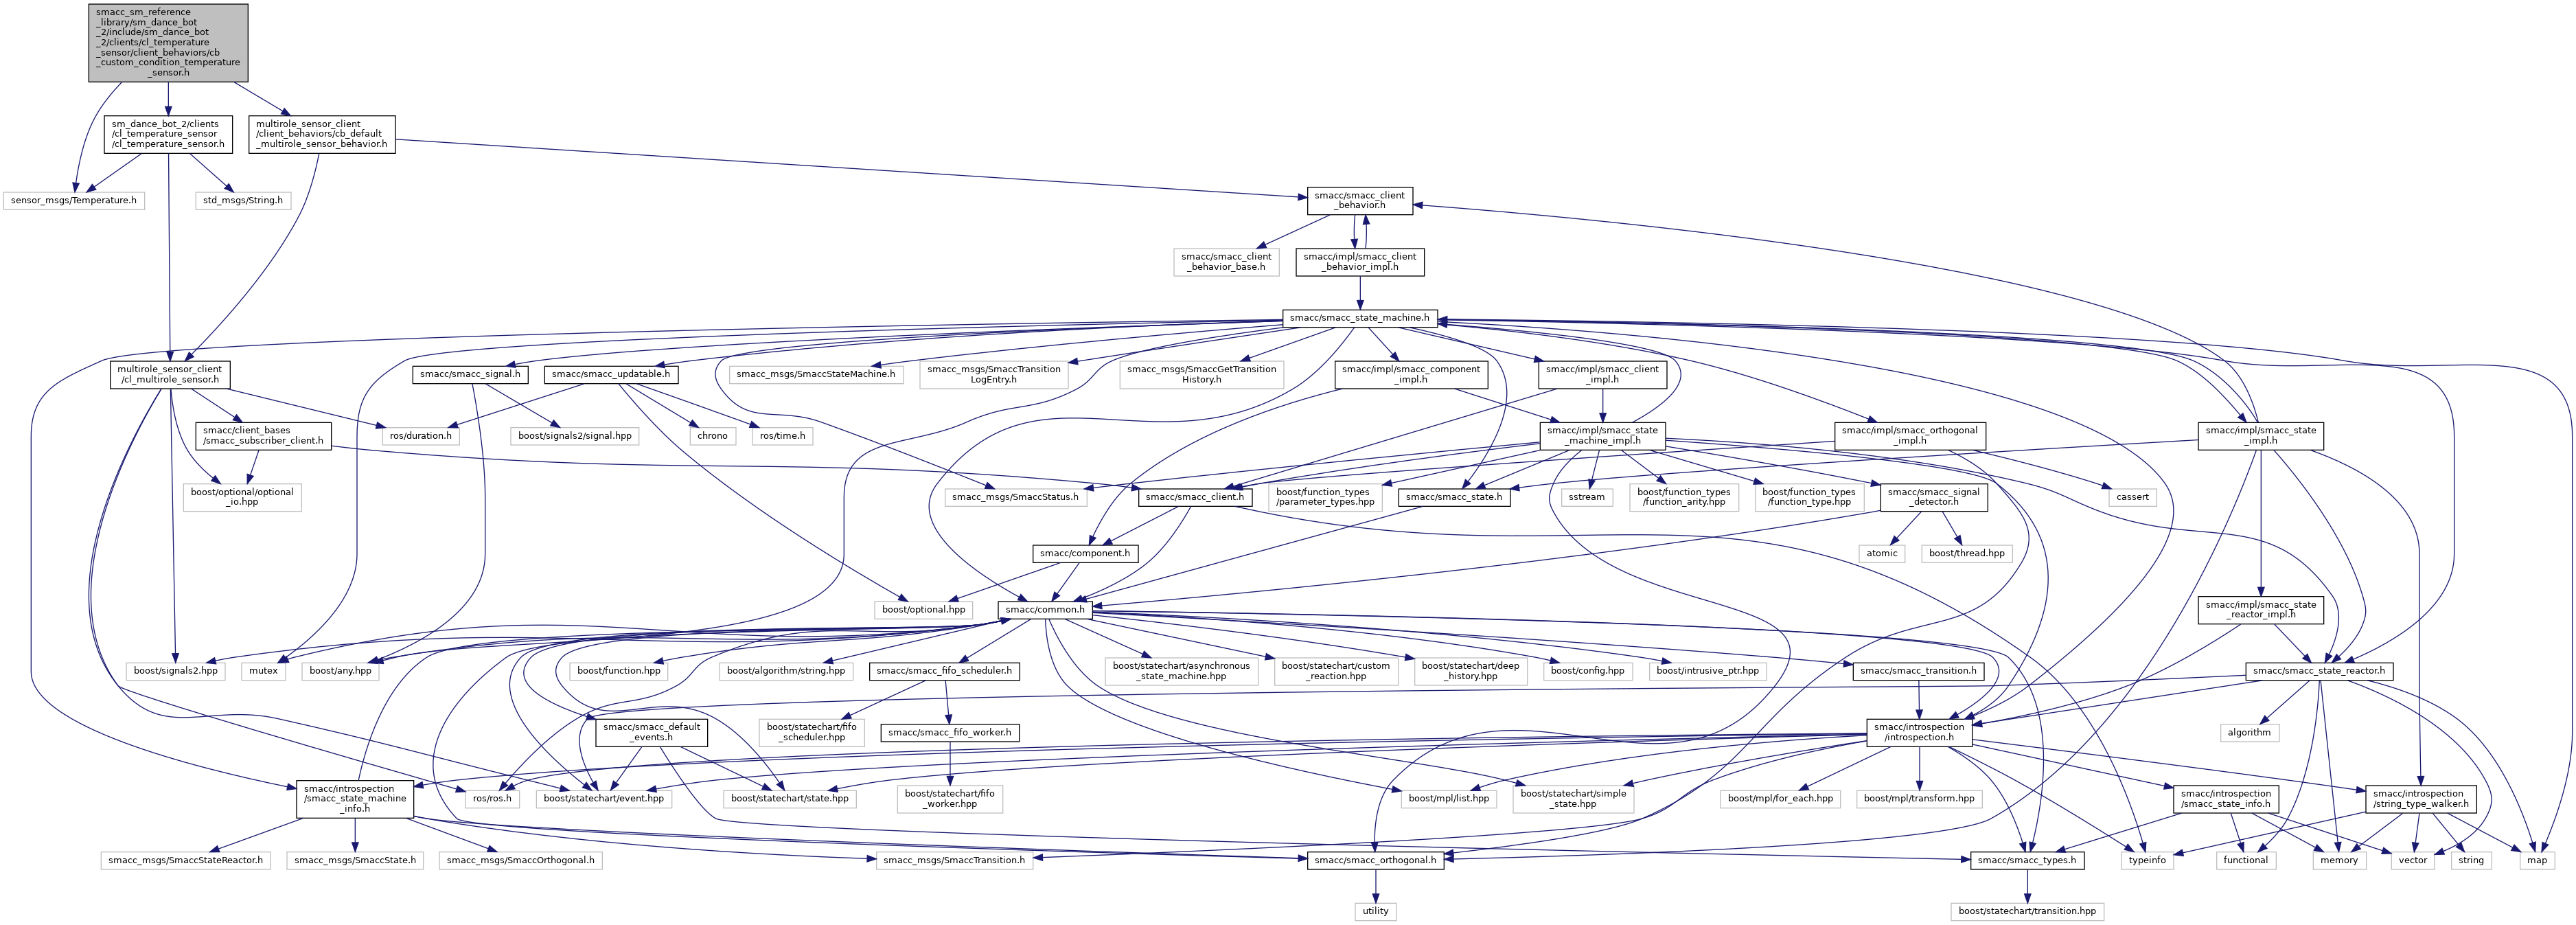 smacc_sm_reference
_library/sm_dance_bot
_2/include/sm_dance_bot
_2/clients/cl_temperature
_sensor/client_behaviors/cb
_custom_condition_temperature
_sensor.h
sm_dance_bot_2/clients
/cl_temperature_sensor
/cl_temperature_sensor.h
multirole_sensor_client
/client_behaviors/cb_default
_multirole_sensor_behavior.h
sensor_msgs/Temperature.h
std_msgs/String.h
smacc/smacc_client
_behavior.h
smacc/smacc_client
_behavior_base.h
smacc/impl/smacc_client
_behavior_impl.h
smacc/smacc_state_machine.h
multirole_sensor_client
/cl_multirole_sensor.h
smacc/smacc_signal.h
smacc/smacc_updatable.h
smacc_msgs/SmaccStateMachine.h
smacc_msgs/SmaccTransition
LogEntry.h
smacc_msgs/SmaccGetTransition
History.h
smacc/impl/smacc_component
_impl.h
smacc/impl/smacc_client
_impl.h
smacc/client_bases
/smacc_subscriber_client.h
ros/duration.h
boost/signals2/signal.hpp
chrono
ros/time.h
smacc/impl/smacc_state
_machine_impl.h
smacc/impl/smacc_orthogonal
_impl.h
smacc/impl/smacc_state
_impl.h
boost/optional/optional
_io.hpp
smacc_msgs/SmaccStatus.h
smacc/smacc_client.h
boost/function_types
/parameter_types.hpp
smacc/smacc_state.h
sstream
boost/function_types
/function_arity.hpp
boost/function_types
/function_type.hpp
smacc/smacc_signal
_detector.h
cassert
smacc/component.h
atomic
boost/thread.hpp
boost/optional.hpp
smacc/common.h
smacc/impl/smacc_state
_reactor_impl.h
boost/signals2.hpp
mutex
boost/any.hpp
boost/function.hpp
boost/algorithm/string.hpp
smacc/smacc_fifo_scheduler.h
boost/statechart/asynchronous
_state_machine.hpp
boost/statechart/custom
_reaction.hpp
boost/statechart/deep
_history.hpp
boost/config.hpp
boost/intrusive_ptr.hpp
smacc/smacc_transition.h
smacc/smacc_state_reactor.h
smacc/smacc_default
_events.h
boost/statechart/fifo
_scheduler.hpp
smacc/smacc_fifo_worker.h
smacc/introspection
/introspection.h
algorithm
smacc/introspection
/smacc_state_machine
_info.h
ros/ros.h
boost/statechart/event.hpp
boost/statechart/state.hpp
boost/statechart/fifo
_worker.hpp
boost/mpl/list.hpp
boost/statechart/simple
_state.hpp
boost/mpl/for_each.hpp
boost/mpl/transform.hpp
smacc/introspection
/smacc_state_info.h
smacc/introspection
/string_type_walker.h
smacc_msgs/SmaccStateReactor.h
smacc_msgs/SmaccState.h
smacc_msgs/SmaccOrthogonal.h
smacc_msgs/SmaccTransition.h
smacc/smacc_orthogonal.h
smacc/smacc_types.h
typeinfo
functional
memory
vector
string
map
utility
boost/statechart/transition.hpp